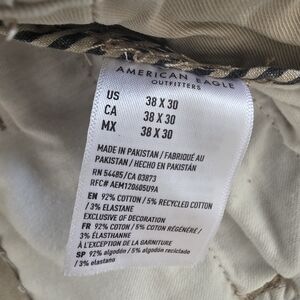 AMERICAN EAGLE
OUTFITTERS
US 38 X 30
CA 38 X 30
MX 38 X 30
MADE IN PAKISTAN / FABRIQUÉ AU
PAKISTAN / HECHO EN PAKISTÁN
RN 54485 / CA 03873
RFC# AEM120605U9A
EN 92% COTTON / 5% RECYCLED COTTON
/ 3% ELASTANE
EXCLUSIVE OF DECORATION
FR 92% COTON / 5% COTON RÉGÉNÉRÉ /
3% ÉLASTHANNE
À L'EXCEPTION DE LA GARNITURE
SP 92% algodón / 5% algodón reciclado
/ 3% elastano